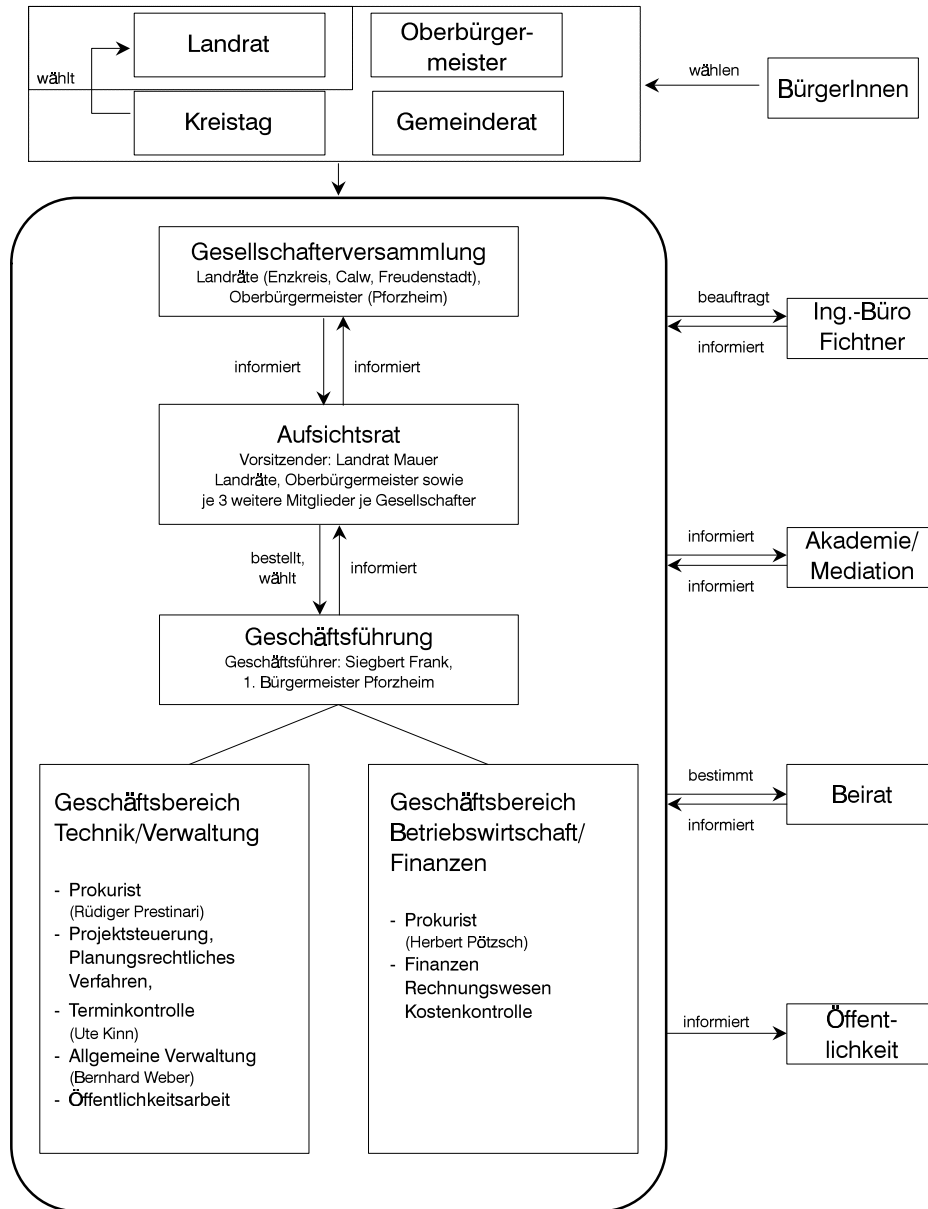 Landrat
Oberbürger-
meister
wählt
wählen
BürgerInnen
Kreistag
Gemeinderat
Gesellschafterversammlung
Landräte (Enzkreis, Calw, Freudenstadt),
Oberbürgermeister (Pforzheim)
informiert
informiert
Aufsichtsrat
Vorsitzender: Landrat Mauer
Landräte, Oberbürgermeister sowie
je 3 weitere Mitglieder je Gesellschafter
bestellt,
wählt
informiert
Geschäftsführung
Geschäftsführer: Siegbert Frank,
1. Bürgermeister Pforzheim
Geschäftsbereich
Technik/Verwaltung
- Prokurist
(Rüdiger Prestinari)
- Projektsteuerung,
Planungsrechtliches
Verfahren,
- Terminkontrolle
(Ute Kinn)
- Allgemeine Verwaltung
(Bernhard Weber)
- Öffentlichkeitsarbeit
Geschäftsbereich
Betriebswirtschaft/
Finanzen
- Prokurist
(Herbert Pötzsch)
- Finanzen
Rechnungswesen
Kostenkontrolle
beauftragt
informiert
Ing.-Büro
Fichtner
informiert
informiert
Akademie/
Mediation
bestimmt
informiert
Beirat
informiert
Öffent-
lichkeit